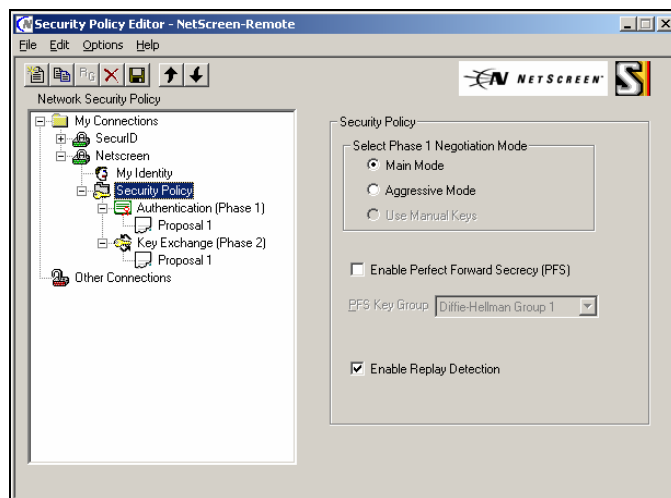 Security Policy Editor - NetScreen-Remote
File Edit Options Help
NETSCREEN
Network Security Policy
My Connections
SecurID
Netscreen
My Identity
Security Policy
Authentication (Phase 1)
Proposal 1
Key Exchange (Phase 2)
Proposal 1
Other Connections
Security Policy
Select Phase 1 Negotiation Mode
Main Mode
Aggressive Mode
Use Manual Keys
Enable Perfect Forward Secrecy (PFS)
PFS Key Group Diffie-Hellman Group 1
Enable Replay Detection